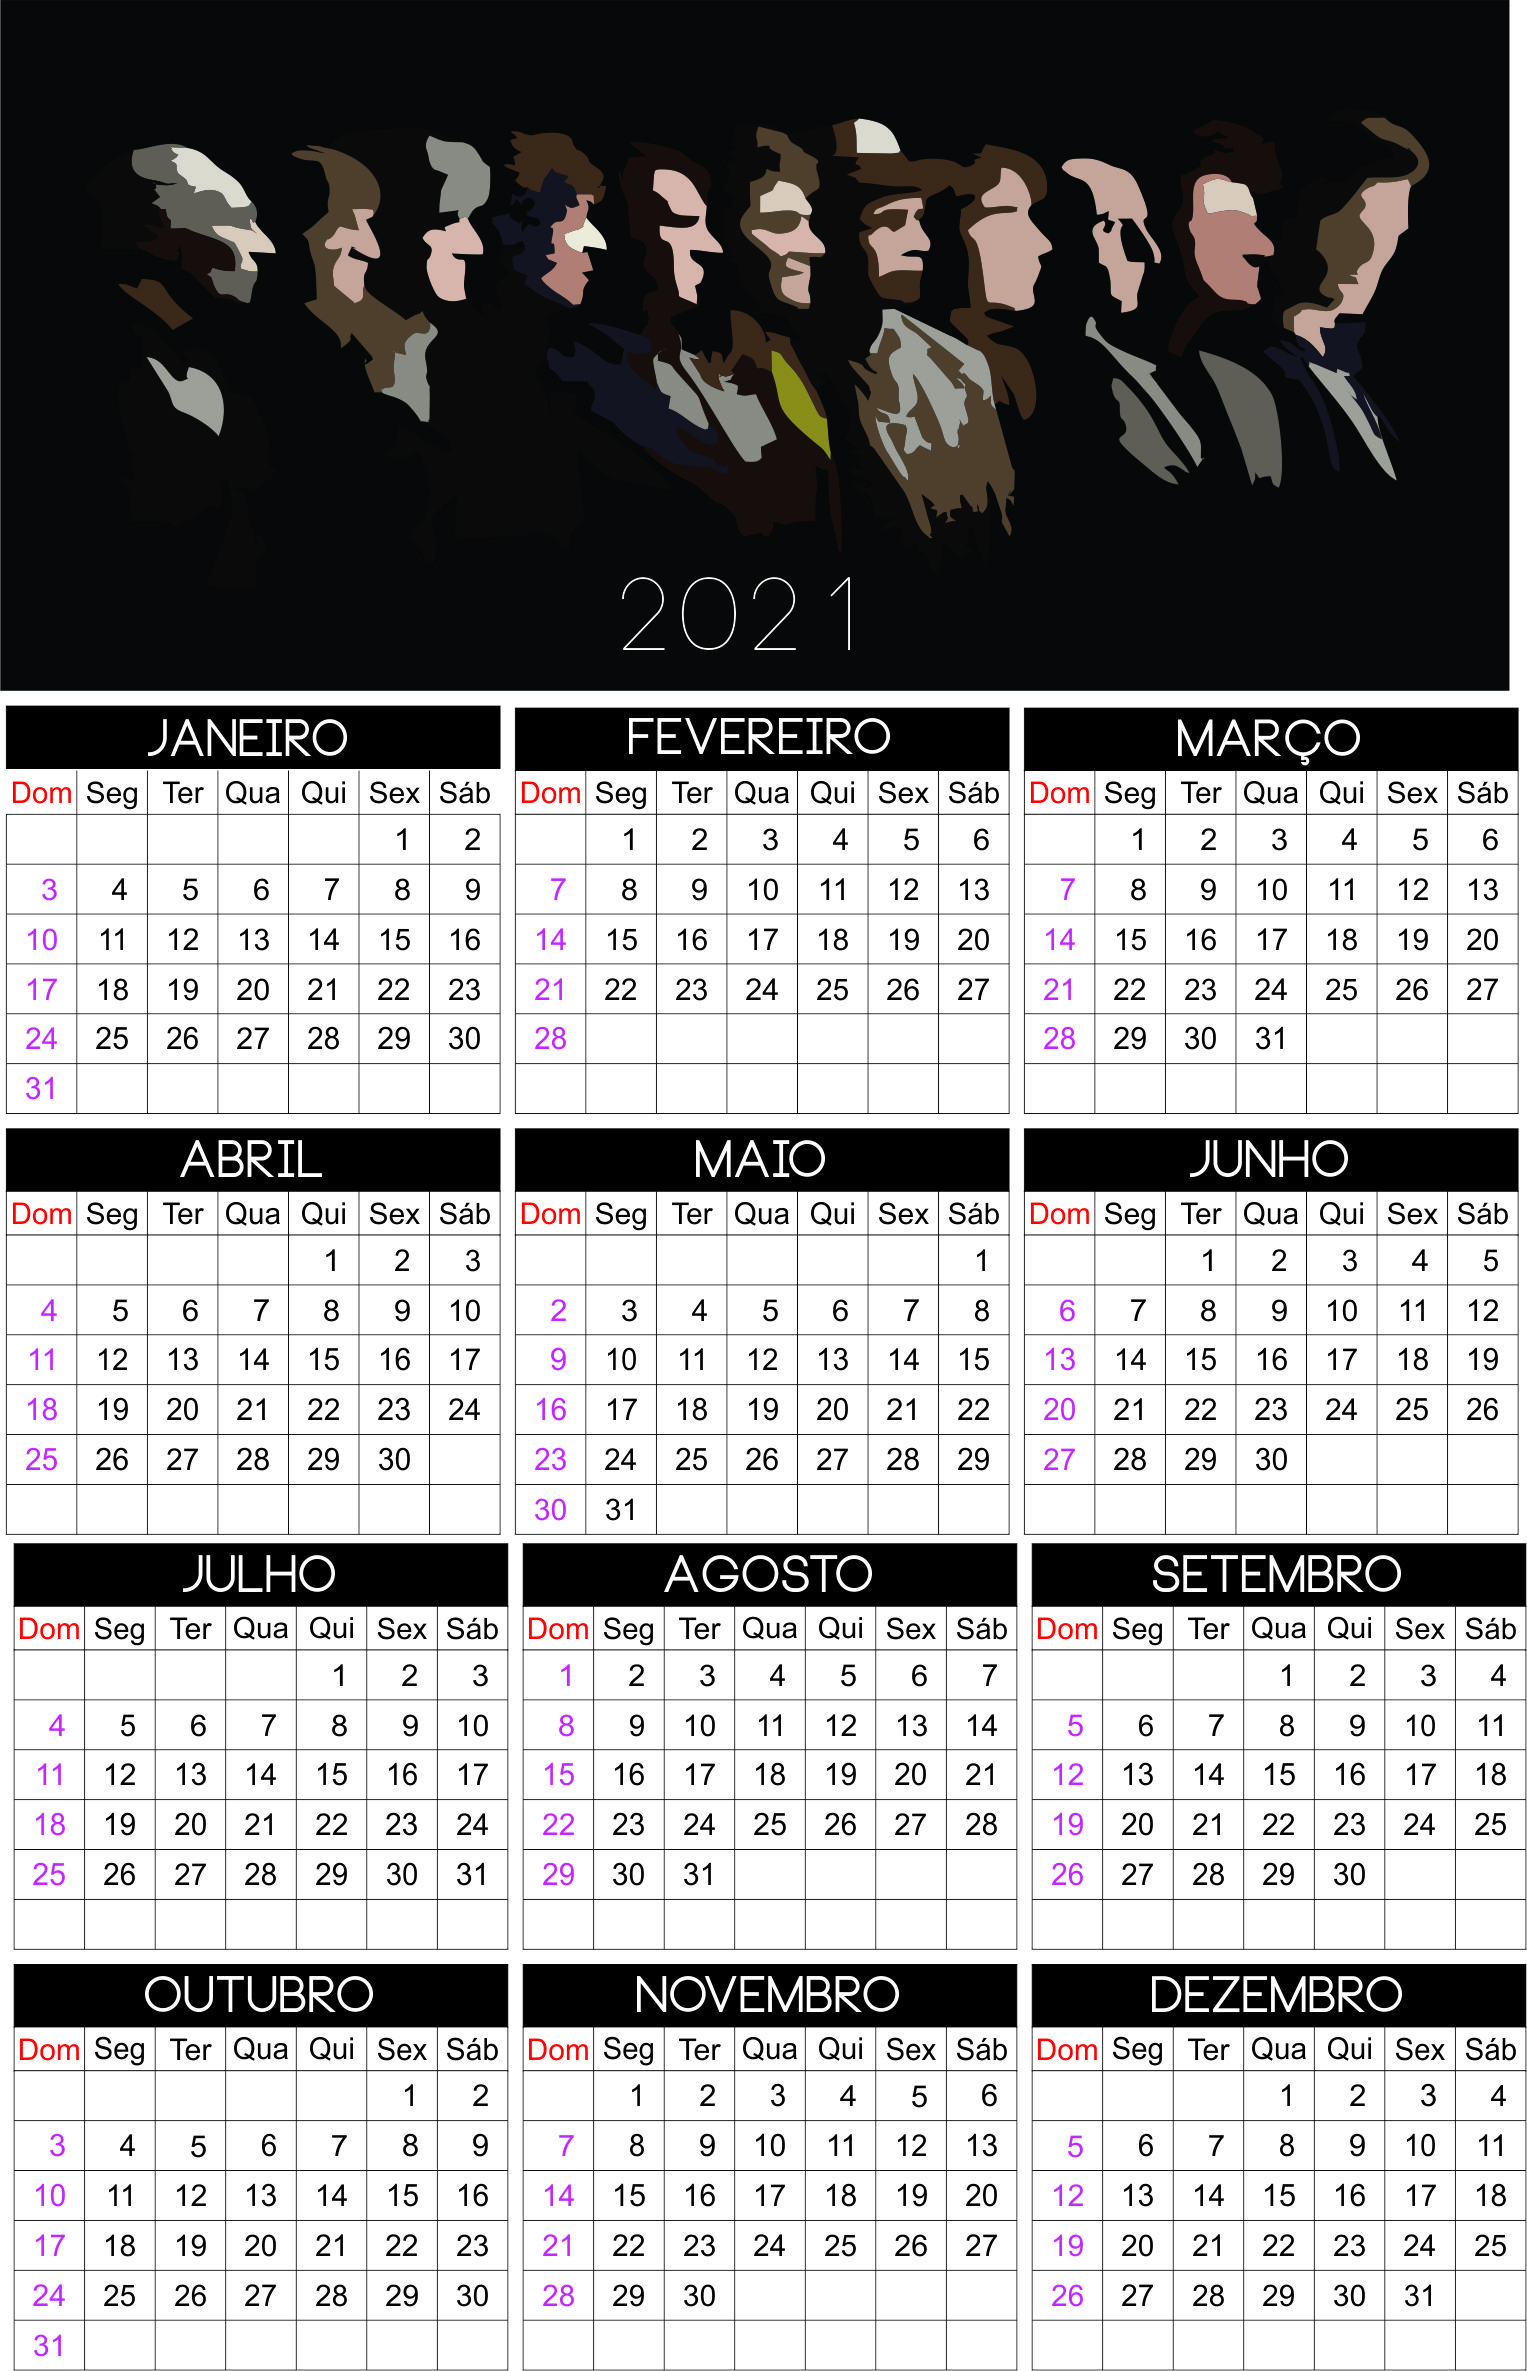 2021
JANEIRO FEVEREIRO MARÇO
Dom Seg Ter Qua Qui Sex Sáb Dom Seg Ter Qua Qui Sex Sáb Dom Seg Ter Qua Qui Sex Sáb
1 2 1 2 3 4 5 6 1 2 3 4 5 6
3 4 5 6 7 8 9 7 8 9 10 11 12 13 7 8 9 10 11 12 13
10 11 12 13 14 15 16 14 15 16 17 18 19 20 14 15 16 17 18 19 20
17 18 19 20 21 22 23 21 22 23 24 25 26 27 21 22 23 24 25 26 27
24 25 26 27 28 29 30 28 28 29 30 31
31
ABRIL MAIO JUNHO
Dom Seg Ter Qua Qui Sex Sáb Dom Seg Ter Qua Qui Sex Sáb Dom Seg Ter Qua Qui Sex Sáb
1 2 3 1 1 2 3 4 5
4 5 6 7 8 9 10 2 3 4 5 6 7 8 6 7 8 9 10 11 12
11 12 13 14 15 16 17 9 10 11 12 13 14 15 13 14 15 16 17 18 19
18 19 20 21 22 23 24 16 17 18 19 20 21 22 20 21 22 23 24 25 26
25 26 27 28 29 30 23 24 25 26 27 28 29 27 28 29 30
30 31
JULHO AGOSTO SETEMBRO
Dom Seg Ter Qua Qui Sex Sáb Dom Seg Ter Qua Qui Sex Sáb Dom Seg Ter Qua Qui Sex Sáb
1 2 3 1 2 3 4 5 6 7 1 2 3 4
4 5 6 7 8 9 10 8 9 10 11 12 13 14 5 6 7 8 9 10 11
11 12 13 14 15 16 17 15 16 17 18 19 20 21 12 13 14 15 16 17 18
18 19 20 21 22 23 24 22 23 24 25 26 27 28 19 20 21 22 23 24 25
25 26 27 28 29 30 31 29 30 31 26 27 28 29 30
OUTUBRO NOVEMBRO DEZEMBRO
Dom Seg Ter Qua Qui Sex Sáb Dom Seg Ter Qua Qui Sex Sáb Dom Seg Ter Qua Qui Sex Sáb
1 2 1 2 3 4 5 6 1 2 3 4
3 4 5 6 7 8 9 7 8 9 10 11 12 13 5 6 7 8 9 10 11
10 11 12 13 14 15 16 14 15 16 17 18 19 20 12 13 14 15 16 17 18
17 18 19 20 21 22 23 21 22 23 24 25 26 27 19 20 21 22 23 24 25
24 25 26 27 28 29 30 28 29 30 26 27 28 29 30 31
31